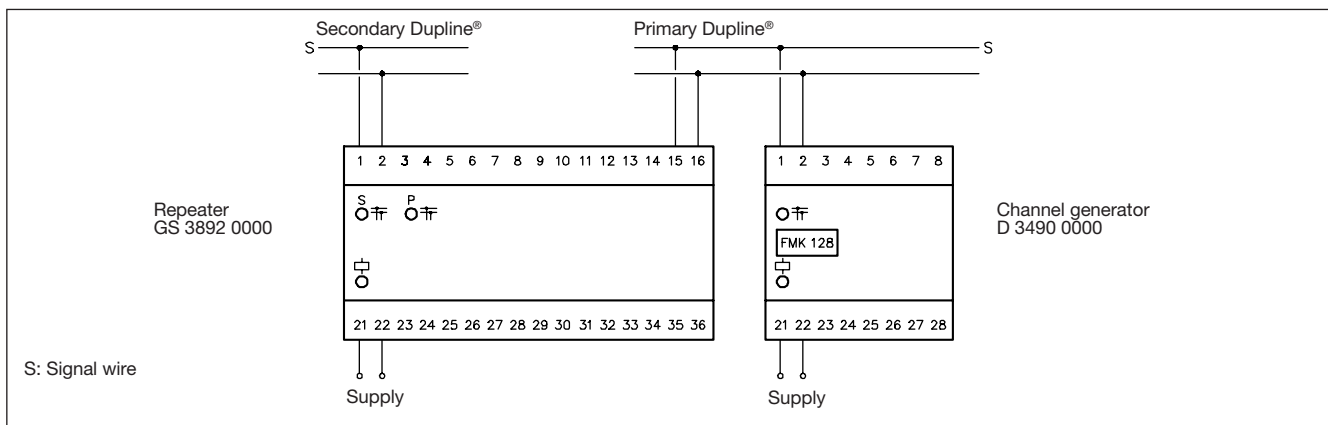 Secondary Dupline®
Primary Dupline®
S
S
1 2 3 4 5 6 7 8 9 10 11 12 13 14 15 16
1 2 3 4 5 6 7 8
S P
Repeater
GS 3892 0000
FMK 128
Channel generator
D 3490 0000
21 22 23 24 25 26 27 28 29 30 31 32 33 34 35 36
21 22 23 24 25 26 27 28
S: Signal wire
Supply
Supply